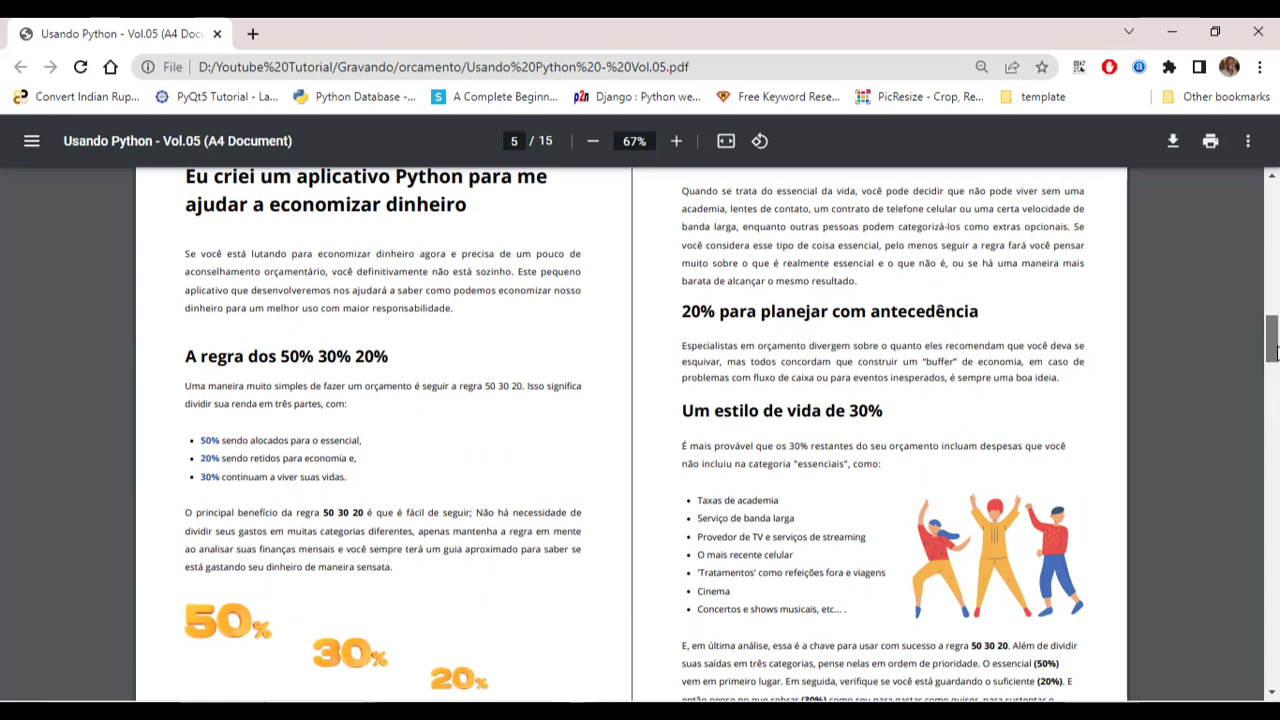 Usando Python - Vol.05 (A4 Doc
File
D:/Youtube%20Tutorial/Gravando/orcamento/Usando%20Python%20-%20Vol.05.pdf
Convert Indian Rup...
PyQt5 Tutorial - La...
Python Database -...
A Complete Beginn...
Django : Python we...
Free Keyword Rese...
PicResize - Crop, Re...
template
Other bookmarks
Usando Python - Vol.05 (A4 Document)
5 / 15
67%
Eu criei um aplicativo Python para me
ajudar a economizar dinheiro
Se você está lutando para economizar dinheiro agora e precisa de um pouco de
aconselhamento orçamentário, você definitivamente não está sozinho. Este pequeno
aplicativo que desenvolveremos nos ajudará a saber como podemos economizar nosso
dinheiro para um melhor uso com maior responsabilidade.
A regra dos 50% 30% 20%
Uma maneira muito simples de fazer um orçamento é seguir a regra 50 30 20. Isso significa
dividir sua renda em três partes, com:
• 50% sendo alocados para o essencial,
• 20% sendo retidos para economia e,
• 30% continuam a viver suas vidas.
O principal benefício da regra 50 30 20 é que é fácil de seguir; Não há necessidade de
dividir seus gastos em muitas categorias diferentes, apenas mantenha a regra em mente
ao analisar suas finanças mensais e você sempre terá um guia aproximado para saber se
está gastando seu dinheiro de maneira sensata.
50%
30%
20%
Quando se trata do essencial da vida, você pode decidir que não pode viver sem uma
academia, lentes de contato, um contrato de telefone celular ou uma certa velocidade de
banda larga, enquanto outras pessoas podem categorizá-los como extras opcionais. Se
você considera esse tipo de coisa essencial, pelo menos seguir a regra fará você pensar
muito sobre o que é realmente essencial e o que não é, ou se há uma maneira mais
barata de alcançar o mesmo resultado.
20% para planejar com antecedência
Especialistas em orçamento divergem sobre o quanto eles recomendam que você deva se
esquivar, mas todos concordam que construir um "buffer" de economia, em caso de
problemas com fluxo de caixa ou para eventos inesperados, é sempre uma boa ideia.
Um estilo de vida de 30%
É mais provável que os 30% restantes do seu orçamento incluam despesas que você
não incluiu na categoria "essenciais", como:
• Taxas de academia
• Serviço de banda larga
• Provedor de TV e serviços de streaming
• O mais recente celular
• 'Tratamentos' como refeições fora e viagens
• Cinema
• Concertos e shows musicais, etc... .
E, em última análise, essa é a chave para usar com sucesso a regra 50 30 20. Além de dividir
suas saídas em três categorias, pense nelas em ordem de prioridade. O essencial (50%)
vem em primeiro lugar. Em seguida, verifique se você está guardando o suficiente (20%). E